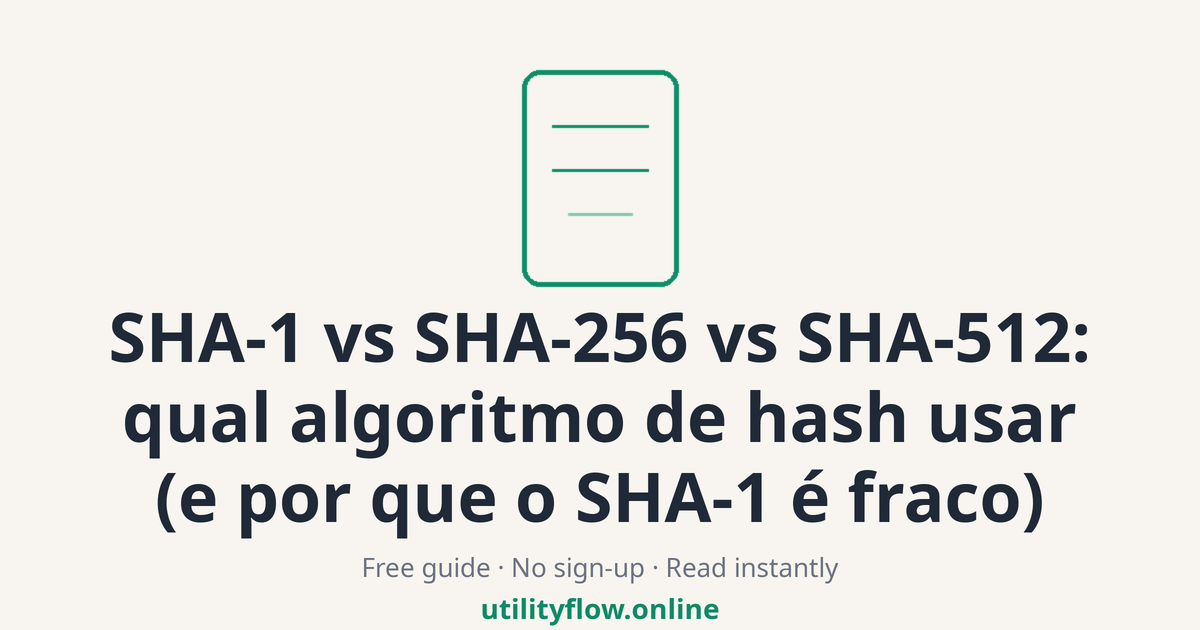 SHA-1 vs SHA-256 vs SHA-512:
qual algoritmo de hash usar
(e por que o SHA-1 é fraco)
Free guide · No sign-up · Read instantly
utilityflow.online